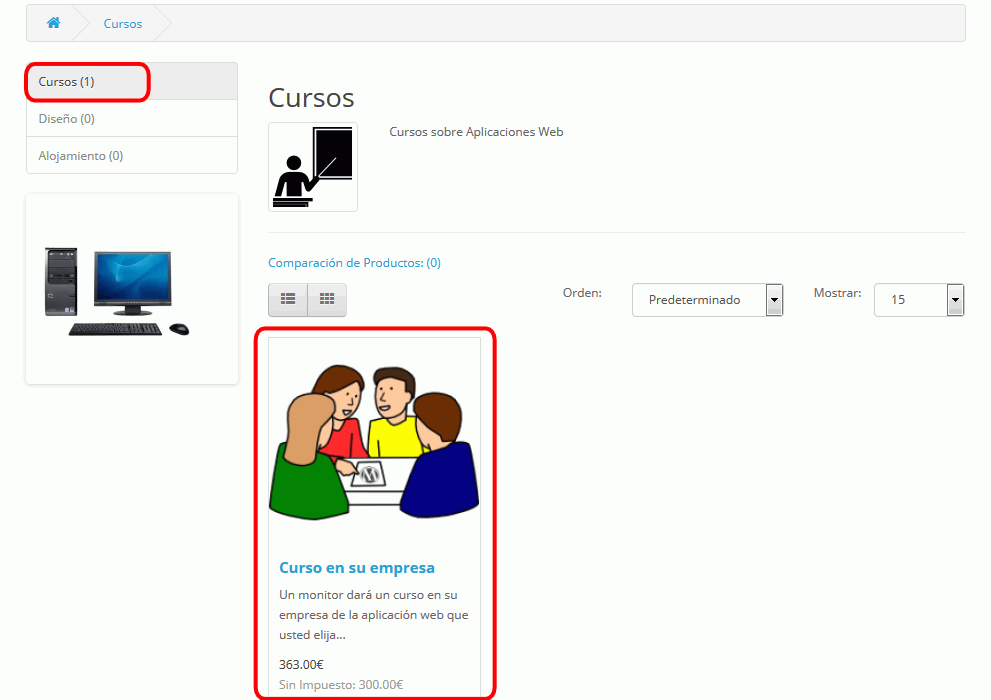 Cursos
Cursos (1)
Diseño (0)
Alojamiento (0)
Cursos
Cursos sobre Aplicaciones Web
Comparación de Productos: (0)
Orden: Predeterminado Mostrar: 15
Curso en su empresa
Un monitor dará un curso en su
empresa de la aplicación web que
usted elija...
363.00€
Sin Impuesto: 300.00€